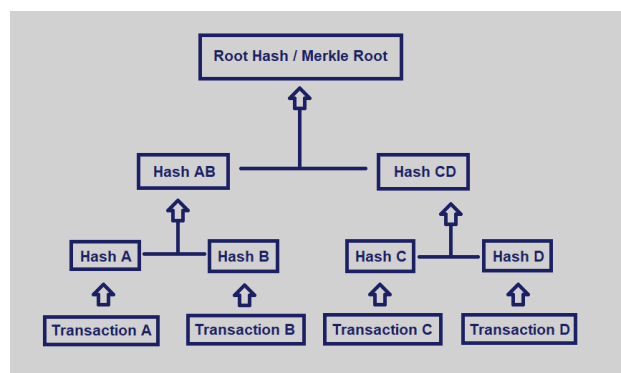 Root Hash / Merkle Root
Hash AB
Hash CD
Hash A
Hash B
Hash C
Hash D
Transaction A
Transaction B
Transaction C
Transaction D